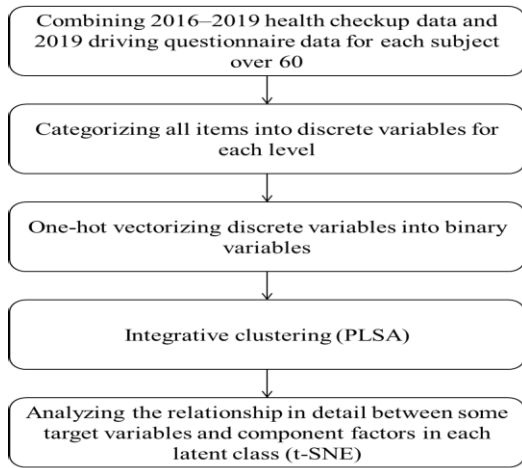 Combining 2016–2019 health checkup data and
2019 driving questionnaire data for each subject
over 60
Categorizing all items into discrete variables for
each level
One-hot vectorizing discrete variables into binary
variables
Integrative clustering (PLSA)
Analyzing the relationship in detail between some
target variables and component factors in each
latent class (t-SNE)